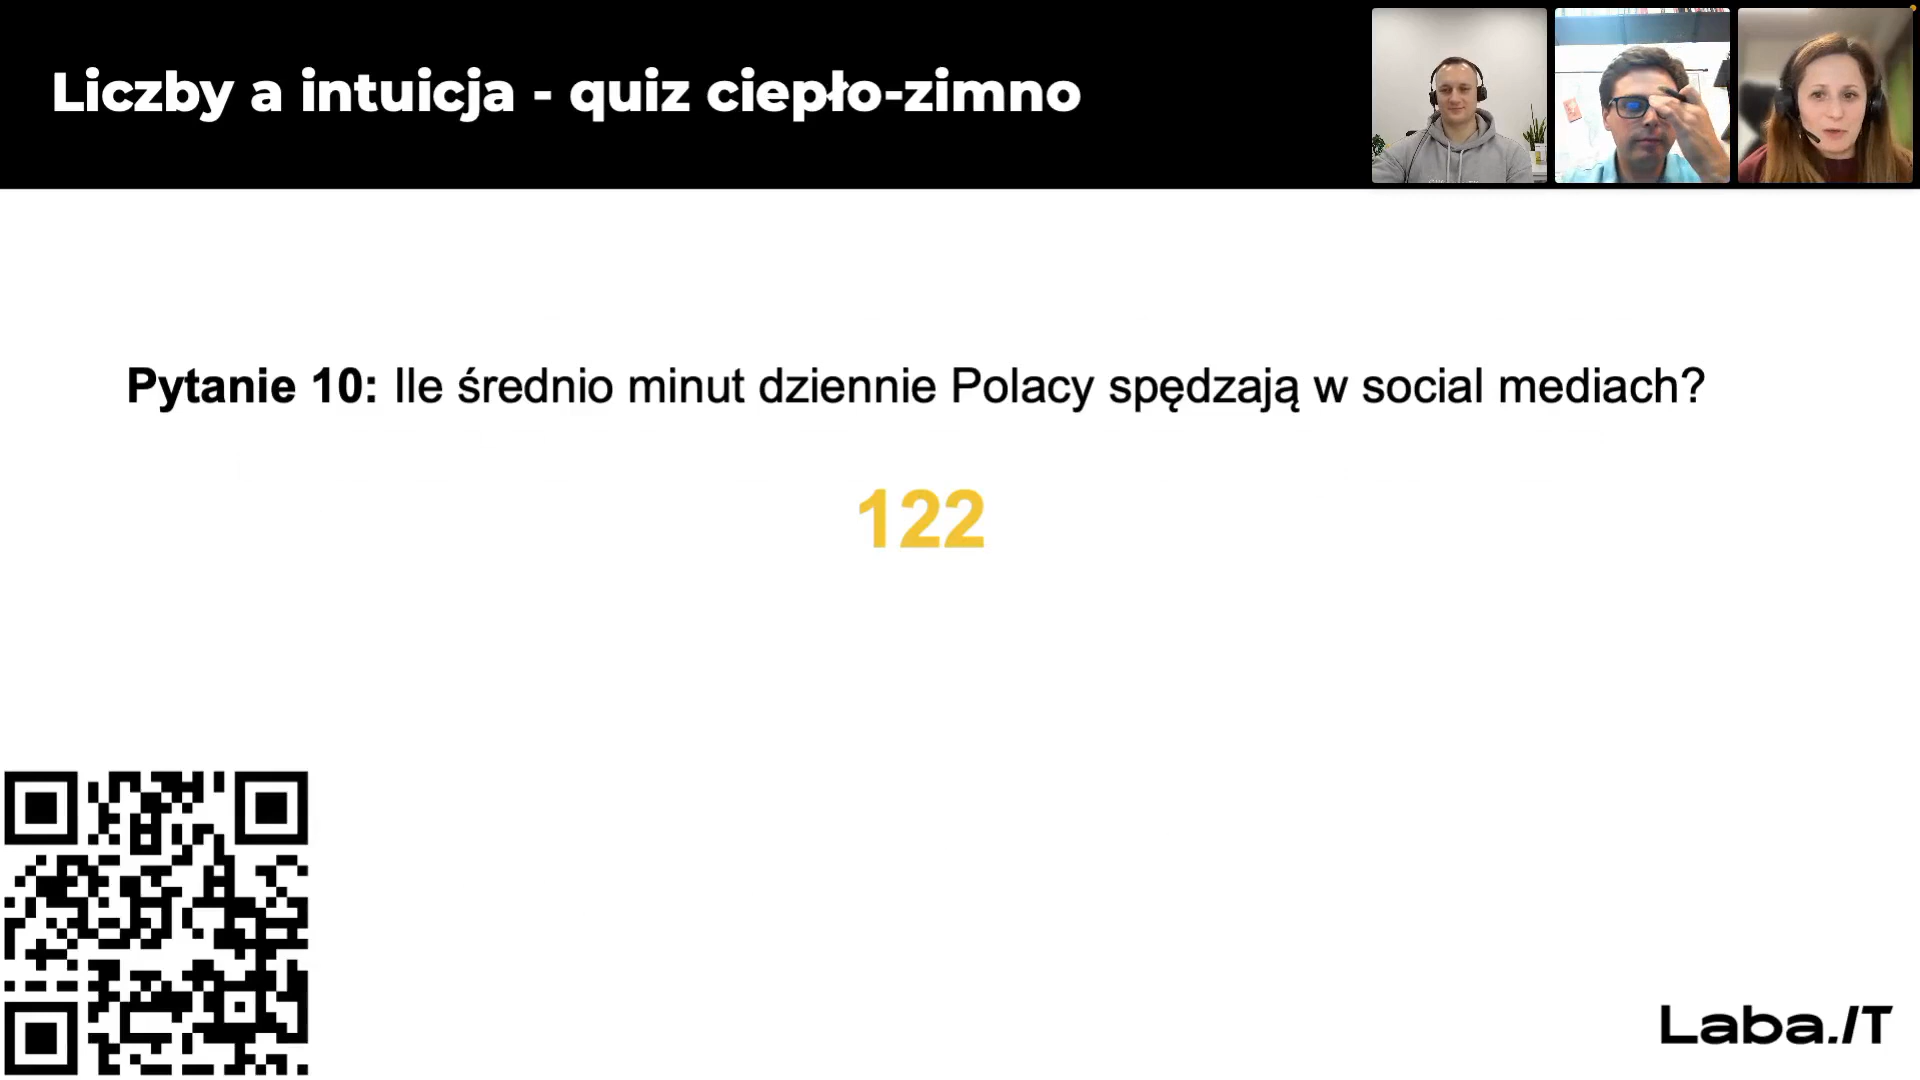 Liczby a intuicja - quiz ciepło-zimno
Pytanie 10: Ile średnio minut dziennie Polacy spędzają w social mediach?
122
Laba./T